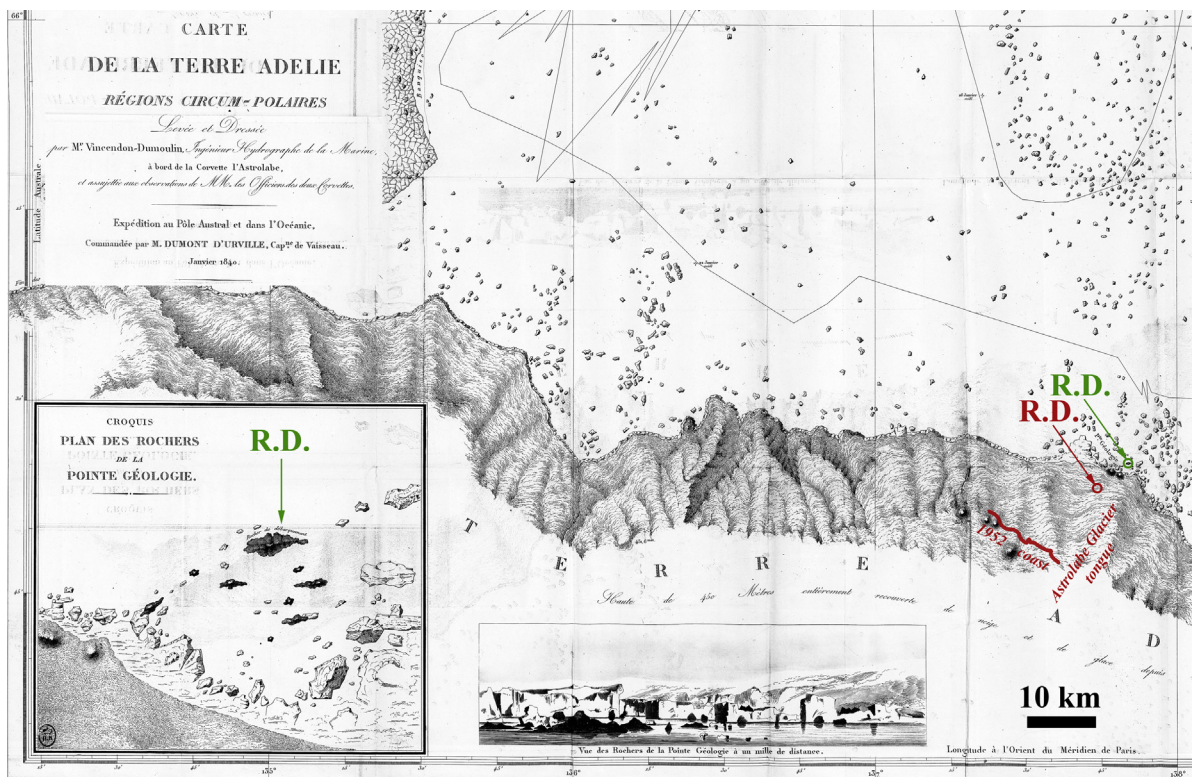 66°
CARTE
DE LA TERRE ADELIE
RÉGIONS CIRCUM-POLAIRES
Levée et Dressée
par Mr Vincendon-Dumoulin, Ingénieur Hydrographe de la Marine,
à bord de la Corvette l'Astrolabe,
et assujettie aux observations de MM. les Officiers des deux Corvettes.
Expédition au Pôle Austral et dans l'Océanie,
Commandée par M. DUMONT D'URVILLE, Capne de Vaisseau.
Janvier 1840.
Latitude Australe
R.D.
R.D.
CROQUIS
PLAN DES ROCHERS
DE LA
POINTE GÉOLOGIE.
R.D.
1952 coast
Astrolabe Glacier
tongue
T E R R E A D
Haute de 450 Mètres entièrement recouverte de neige et de glace depuis
10 km
Vue des Rochers de la Pointe Géologie à un mille de distance.
Longitude à l'Orient du Méridien de Paris.